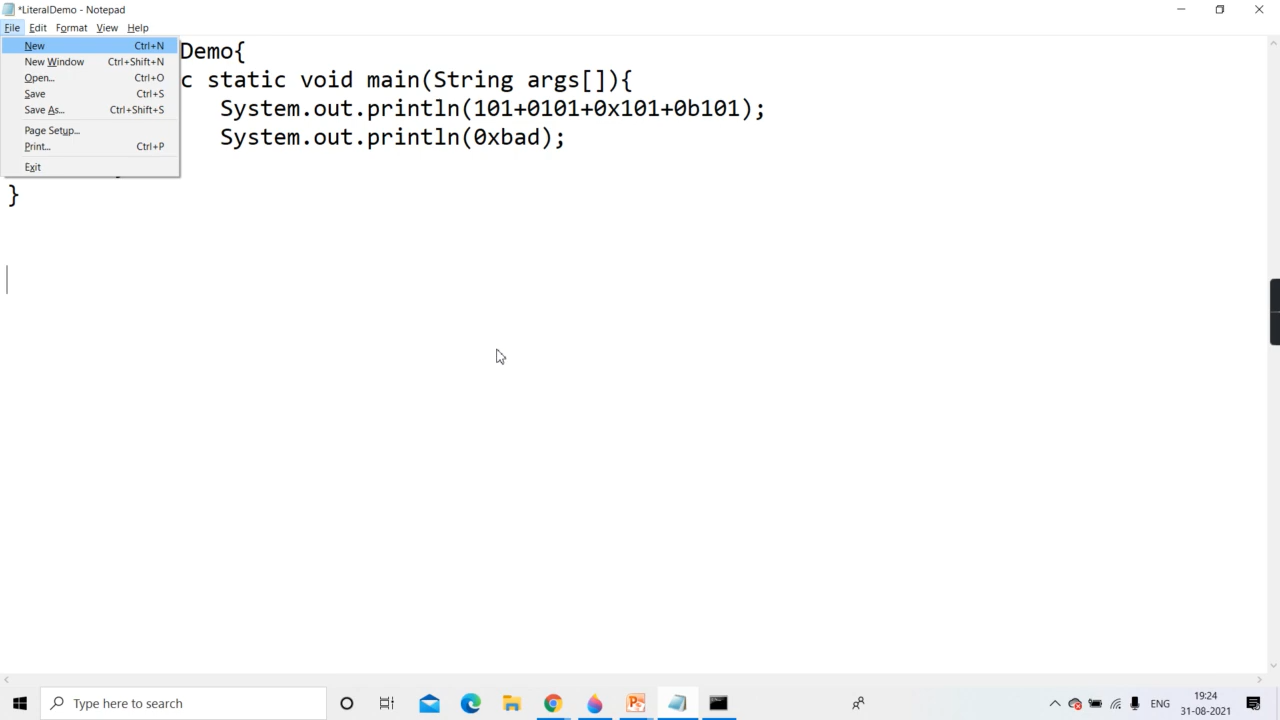 *LiteralDemo - Notepad
File Edit Format View Help
New Ctrl+N
New Window Ctrl+Shift+N
Open... Ctrl+O
Save Ctrl+S
Save As... Ctrl+Shift+S
Page Setup...
Print... Ctrl+P
Exit
Demo{
c static void main(String args[]){
System.out.println(101+0101+0x101+0b101);
System.out.println(0xbad);
}
Type here to search
ENG
19:24
31-08-2021